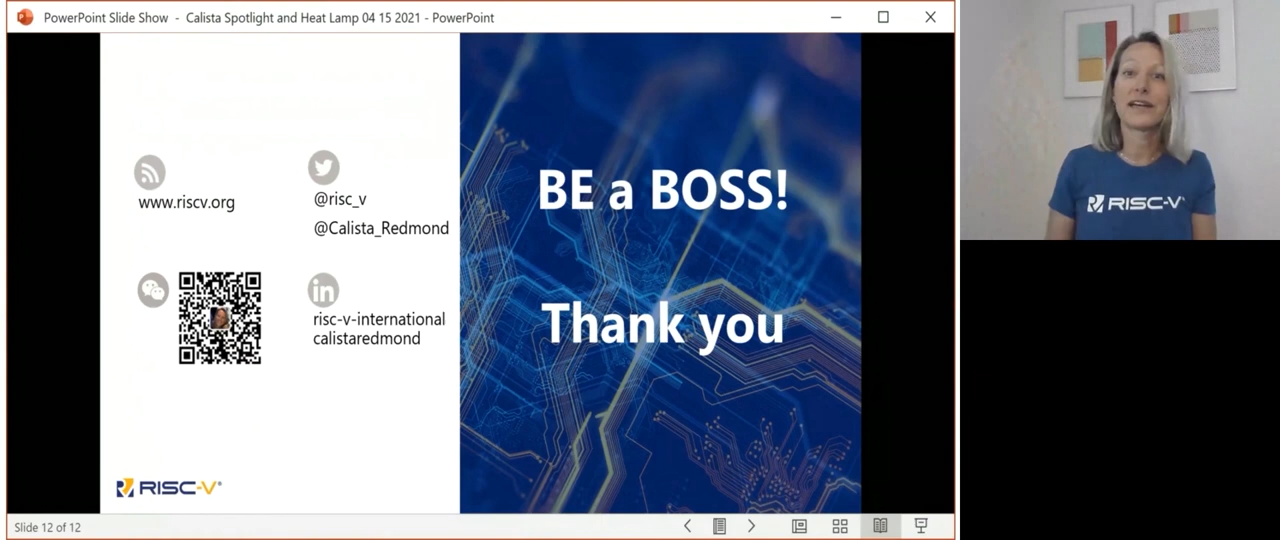 PowerPoint Slide Show - Calista Spotlight and Heat Lamp 04 15 2021 - PowerPoint
www.riscv.org
@risc_v
@Calista_Redmond
risc-v-international
calistaredmond
RISC-V®
BE a BOSS!
Thank you
Slide 12 of 12
RISC-V®